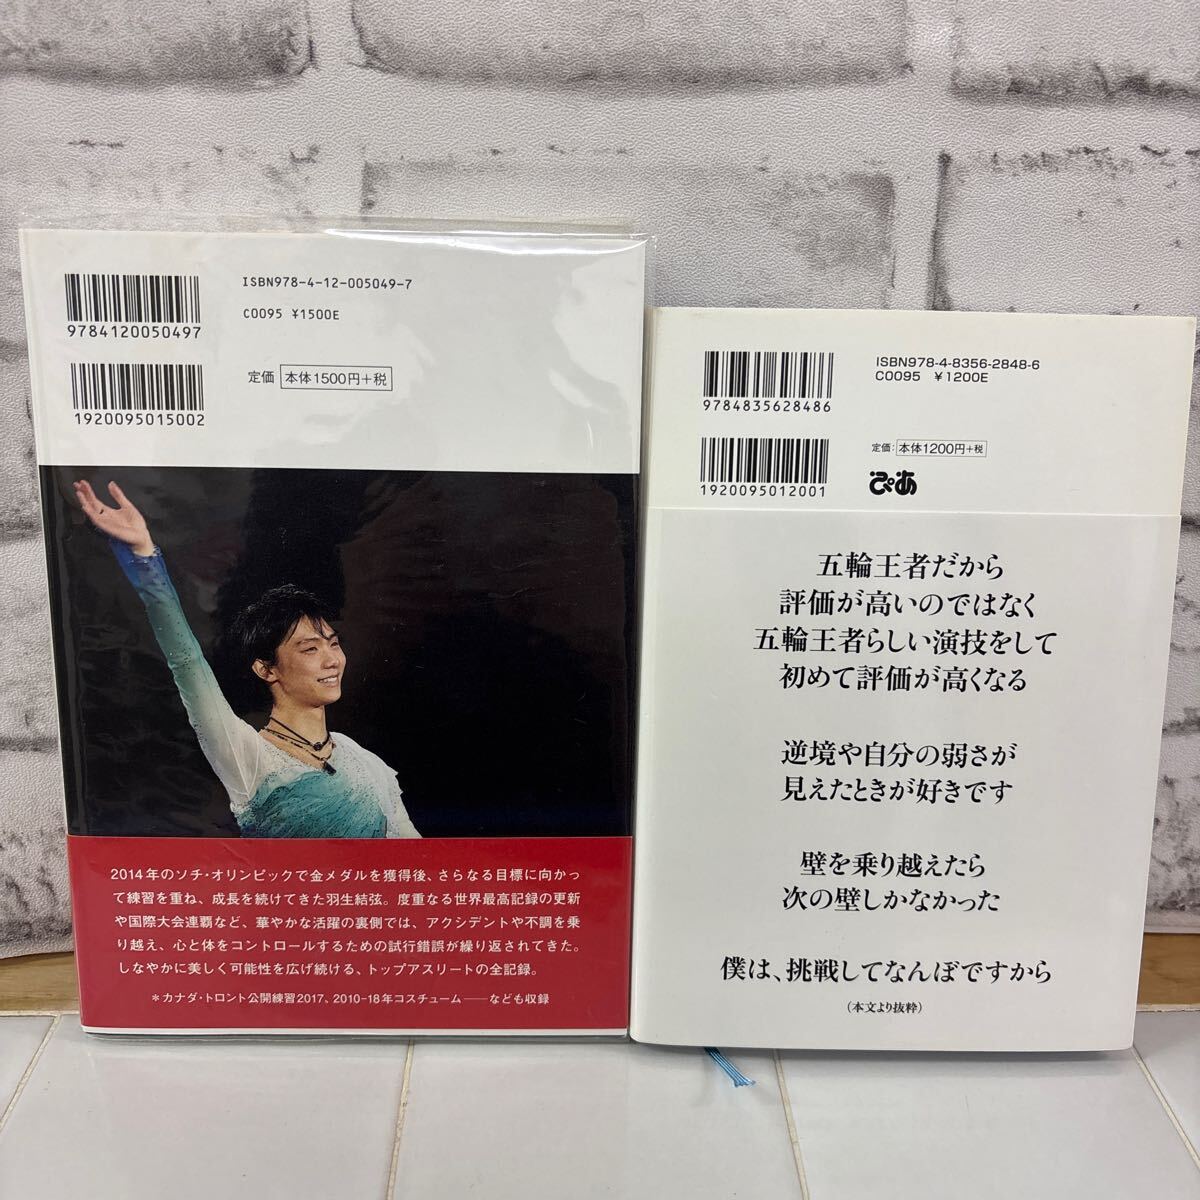 ISBN978-4-12-005049-7
C0095 ¥1500E
9784120050497
定価 本体1500円+税
1920095015002
2014年のソチ・オリンピックで金メダルを獲得後、さらなる目標に向かっ
て練習を重ね、成長を続けてきた羽生結弦。度重なる世界最高記録の更新
や国際大会連覇など、華やかな活躍の裏側では、アクシデントや不調を乗
り越え、心と体をコントロールするための試行錯誤が繰り返されてきた。
しなやかに美しく可能性を広げ続ける、トップアスリートの全記録。
*カナダ・トロント公開練習2017、2010-18年コスチューム——なども収録
ISBN978-4-8356-2848-6
C0095 ¥1200E
9784835628486
定価: 本体1200円+税
1920095012001
ぴあ
五輪王者だから
評価が高いのではなく
五輪王者らしい演技をして
初めて評価が高くなる
逆境や自分の弱さが
見えたときが好きです
壁を乗り越えたら
次の壁しかなかった
僕は、挑戦してなんぼですから
(本文より抜粋)